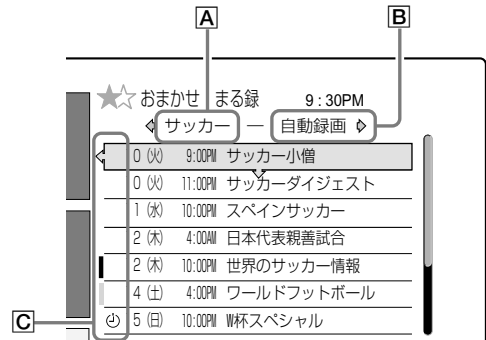 A B
★☆ おまかせ まる録 9:30PM
サッカー — 自動録画
0(火) 9:00PM サッカー小僧
0(火) 11:00PM サッカーダイジェスト
1(水) 10:00PM スペインサッカー
2(木) 4:00AM 日本代表親善試合
2(木) 10:00PM 世界のサッカー情報
4(土) 4:00PM ワールドフットボール
C 5(日) 10:00PM W杯スペシャル